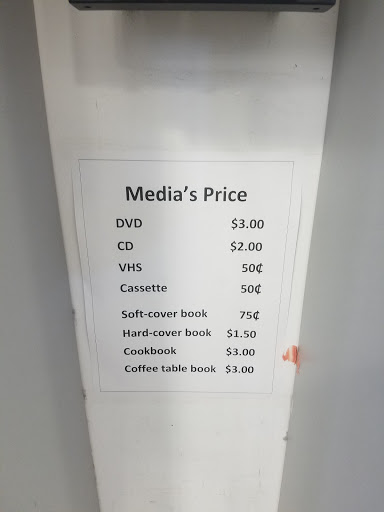 Media's Price
DVD $3.00
CD $2.00
VHS 50¢
Cassette 50¢
Soft-cover book 75¢
Hard-cover book $1.50
Cookbook $3.00
Coffee table book $3.00